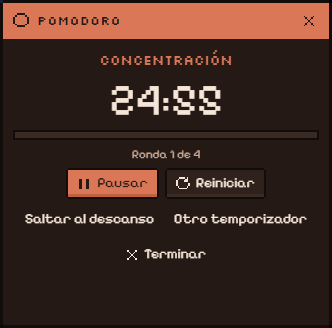 POMODORO
CONCENTRACIÓN
24:55
Ronda 1 de 4
Pausar Reiniciar
Saltar al descanso Otro temporizador
Terminar